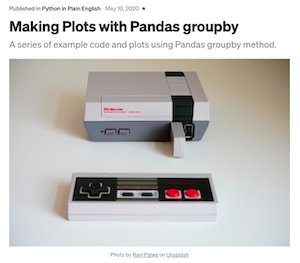 Published in Python in Plain English · May 10, 2020 ★
Making Plots with Pandas groupby
A series of example code and plots using Pandas groupby method.
Nintendo
Photo by Ravi Palwe on Unsplash